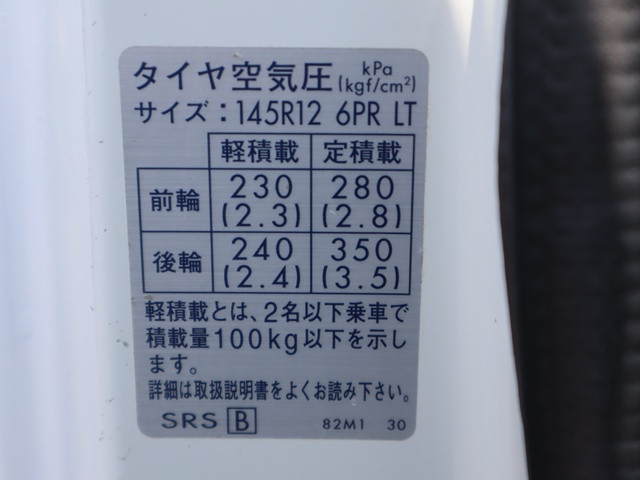 タイヤ空気圧 kPa (kgf/cm²)
サイズ：145R12 6PR LT
軽積載 定積載
前輪 230 (2.3) 280 (2.8)
後輪 240 (2.4) 350 (3.5)
軽積載とは、2名以下乗車で
積載量100kg以下を示し
ます。
詳細は取扱説明書をよくお読み下さい。
SRS B 82M1 30